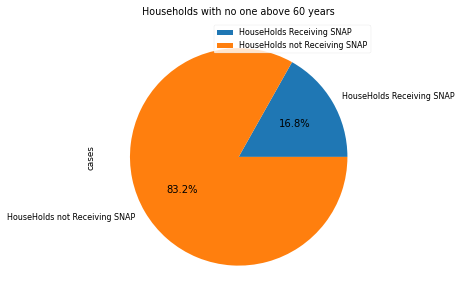 Households with no one above 60 years
HouseHolds Receiving SNAP
HouseHolds not Receiving SNAP
HouseHolds Receiving SNAP
16.8%
cases
83.2%
HouseHolds not Receiving SNAP